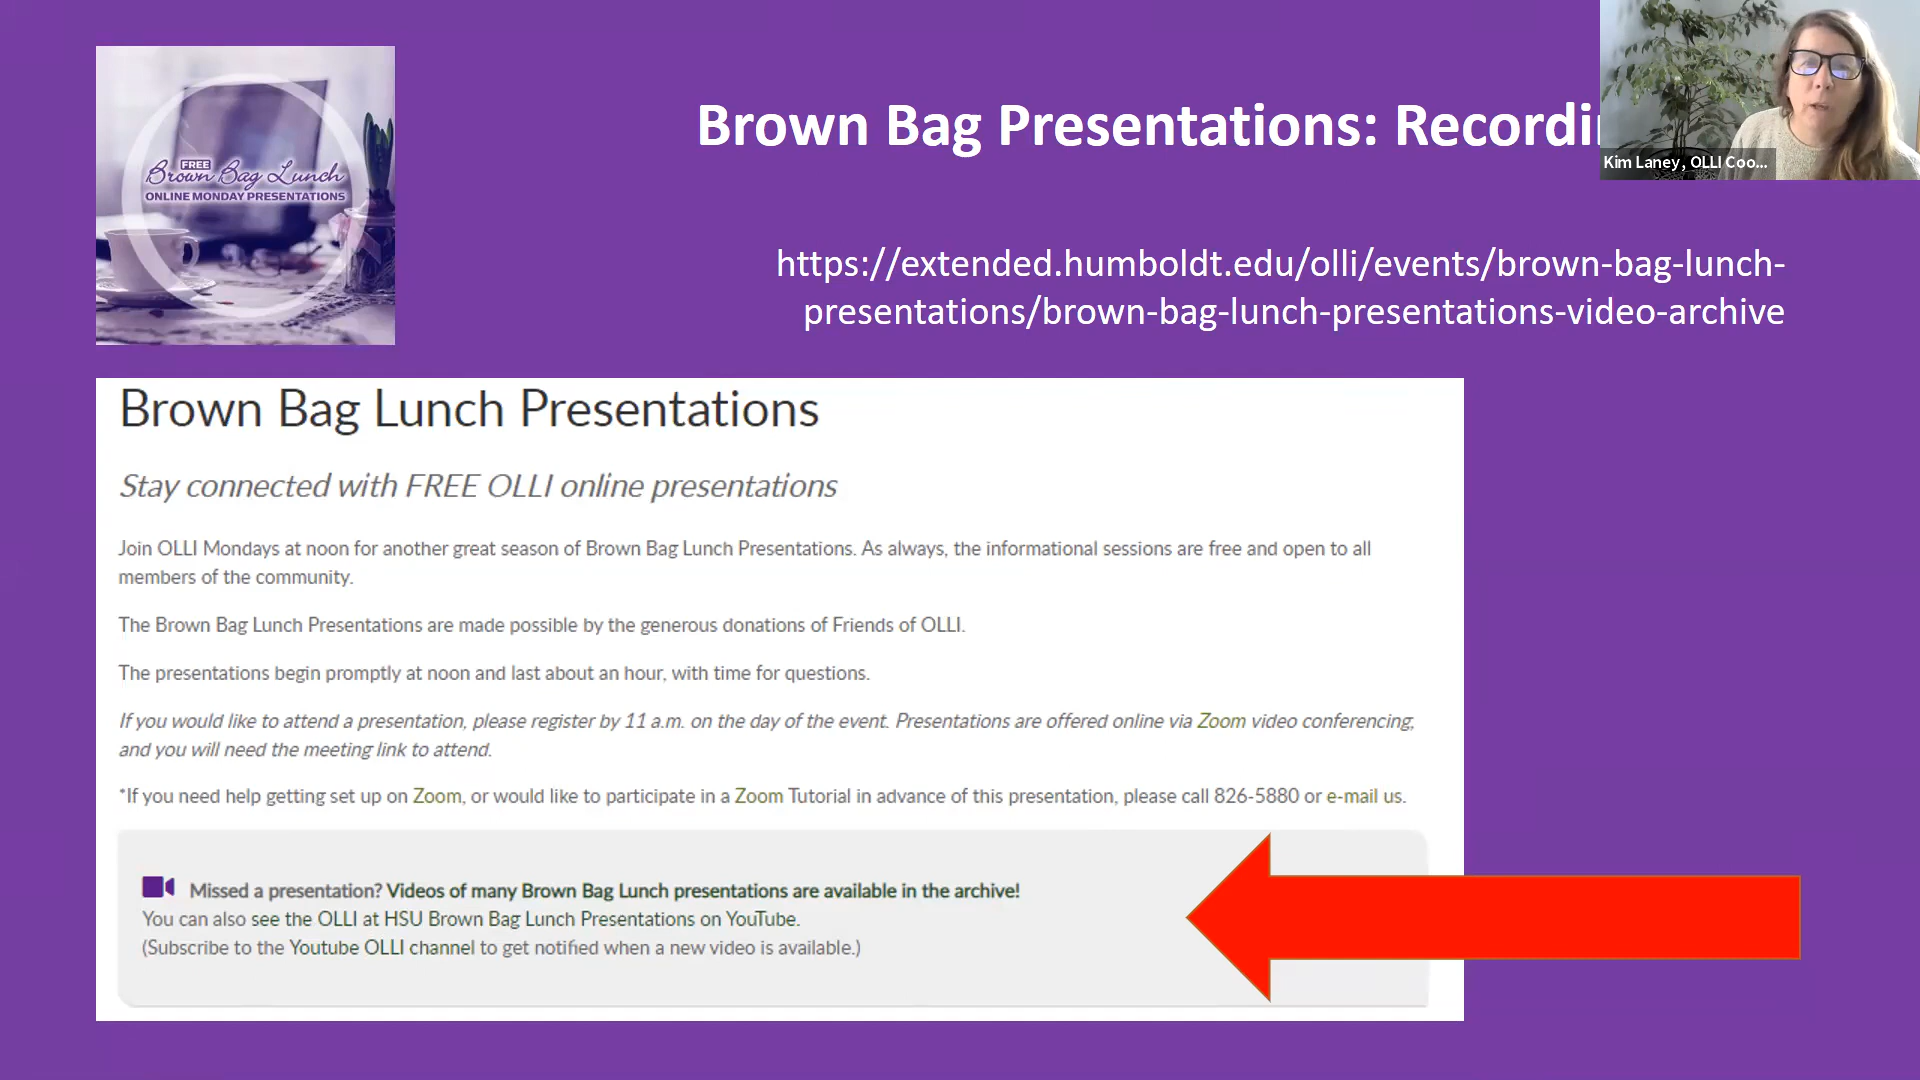 FREE
Brown Bag Lunch
ONLINE MONDAY PRESENTATIONS
Brown Bag Presentations:
Kim Laney, OLLI Coo...
https://extended.humboldt.edu/olli/events/brown-bag-lunch-
presentations/brown-bag-lunch-presentations-video-archive
Brown Bag Lunch Presentations
Stay connected with FREE OLLI online presentations
Join OLLI Mondays at noon for another great season of Brown Bag Lunch Presentations. As always, the informational sessions are free and open to all
members of the community.
The Brown Bag Lunch Presentations are made possible by the generous donations of Friends of OLLI.
The presentations begin promptly at noon and last about an hour, with time for questions.
If you would like to attend a presentation, please register by 11 a.m. on the day of the event. Presentations are offered online via Zoom video conferencing,
and you will need the meeting link to attend.
*If you need help getting set up on Zoom, or would like to participate in a Zoom Tutorial in advance of this presentation, please call 826-5880 or e-mail us.
Missed a presentation? Videos of many Brown Bag Lunch presentations are available in the archive!
You can also see the OLLI at HSU Brown Bag Lunch Presentations on YouTube.
(Subscribe to the Youtube OLLI channel to get notified when a new video is available.)